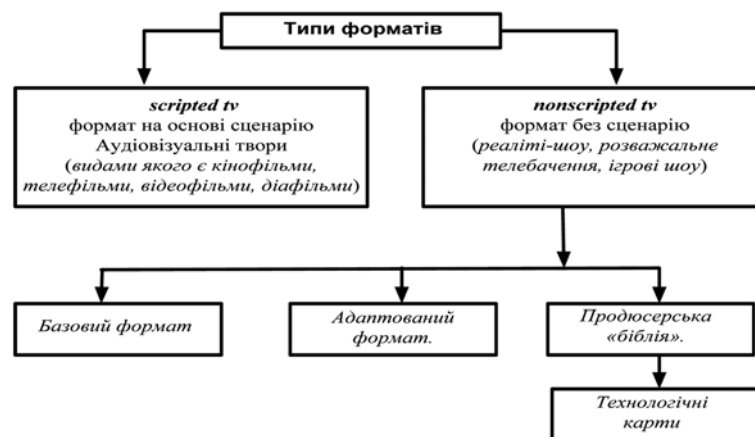 Типи форматів
scripted tv
формат на основі сценарію
Аудіовізуальні твори
(видами якого є кінофільми,
телефільми, відеофільми, діафільми)
nonscripted tv
формат без сценарію
(реаліті-шоу, розважальне
телебачення, ігрові шоу)
Базовий формат
Адаптований
формат.
Продюсерська
«біблія».
Технологічні
карти